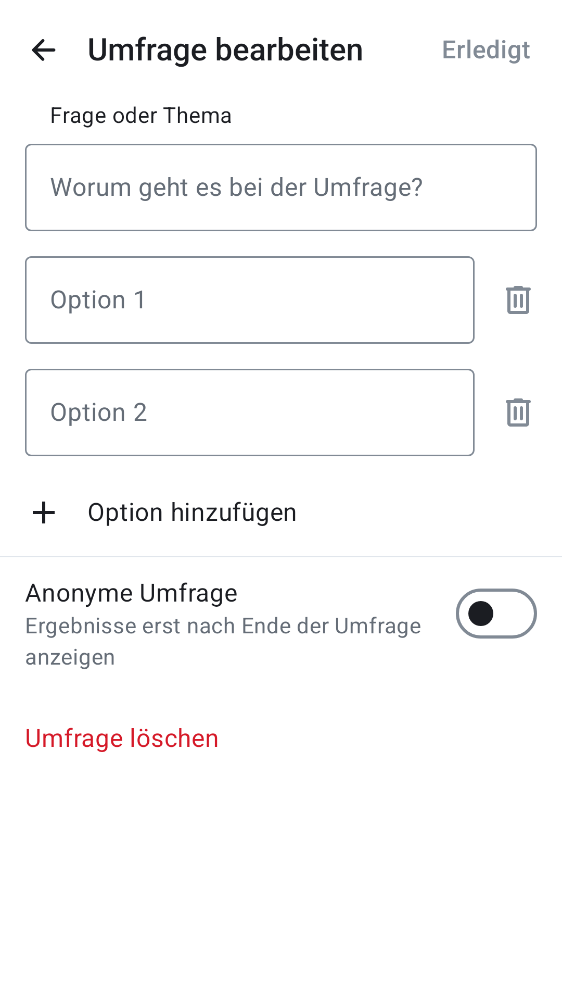 Umfrage bearbeiten
Erledigt
Frage oder Thema
Worum geht es bei der Umfrage?
Option 1
Option 2
Option hinzufügen
Anonyme Umfrage
Ergebnisse erst nach Ende der Umfrage
anzeigen
Umfrage löschen